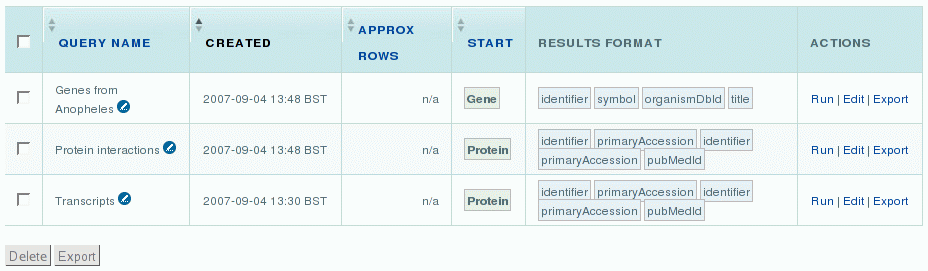 QUERY NAME CREATED APPROX ROWS START RESULTS FORMAT ACTIONS
Genes from Anopheles 2007-09-04 13:48 BST n/a Gene identifier symbol organismDbId title Run | Edit | Export
Protein interactions 2007-09-04 13:48 BST n/a Protein identifier primaryAccession identifier primaryAccession pubMedId Run | Edit | Export
Transcripts 2007-09-04 13:30 BST n/a Protein identifier primaryAccession identifier primaryAccession pubMedId Run | Edit | Export
Delete Export